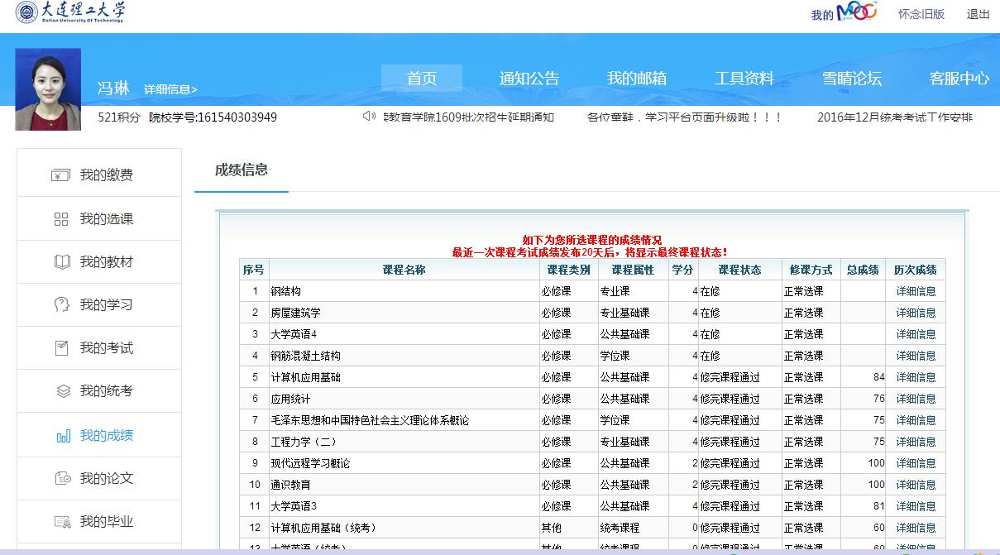 大连理工大学
Dalian University Of Technology
我的 MOOC 怀念旧版 退出
冯琳 详细信息>
首页 通知公告 我的邮箱 工具资料 雪晴论坛 客服中心
521积分 院校学号:161540303949
教育学院1609批次招生延期通知 各位童鞋，学习平台页面升级啦！！！ 2016年12月统考考试工作安排
我的缴费
我的选课
我的教材
我的学习
我的考试
我的统考
我的成绩
我的论文
我的毕业
成绩信息
如下为您所选课程的成绩情况
最近一次课程考试成绩发布20天后，将显示最终课程状态！
序号 课程名称 课程类别 课程属性 学分 课程状态 修课方式 总成绩 历次成绩
1 钢结构 必修课 专业课 4 在修 正常选课 详细信息
2 房屋建筑学 必修课 专业基础课 4 在修 正常选课 详细信息
3 大学英语4 必修课 公共基础课 4 在修 正常选课 详细信息
4 钢筋混凝土结构 必修课 学位课 4 在修 正常选课 详细信息
5 计算机应用基础 必修课 公共基础课 4 修完课程通过 正常选课 84 详细信息
6 应用统计 必修课 公共基础课 4 修完课程通过 正常选课 76 详细信息
7 毛泽东思想和中国特色社会主义理论体系概论 必修课 学位课 4 修完课程通过 正常选课 75 详细信息
8 工程力学（二） 必修课 专业基础课 4 修完课程通过 正常选课 75 详细信息
9 现代远程学习概论 必修课 公共基础课 2 修完课程通过 正常选课 100 详细信息
10 通识教育 必修课 公共基础课 2 修完课程通过 正常选课 100 详细信息
11 大学英语3 必修课 公共基础课 4 修完课程通过 正常选课 81 详细信息
12 计算机应用基础（统考） 其他 统考课程 0 修完课程通过 正常选课 60 详细信息
13 大学英语（统考） 其他 统考课程 0 修完课程通过 正常选课 60 详细信息